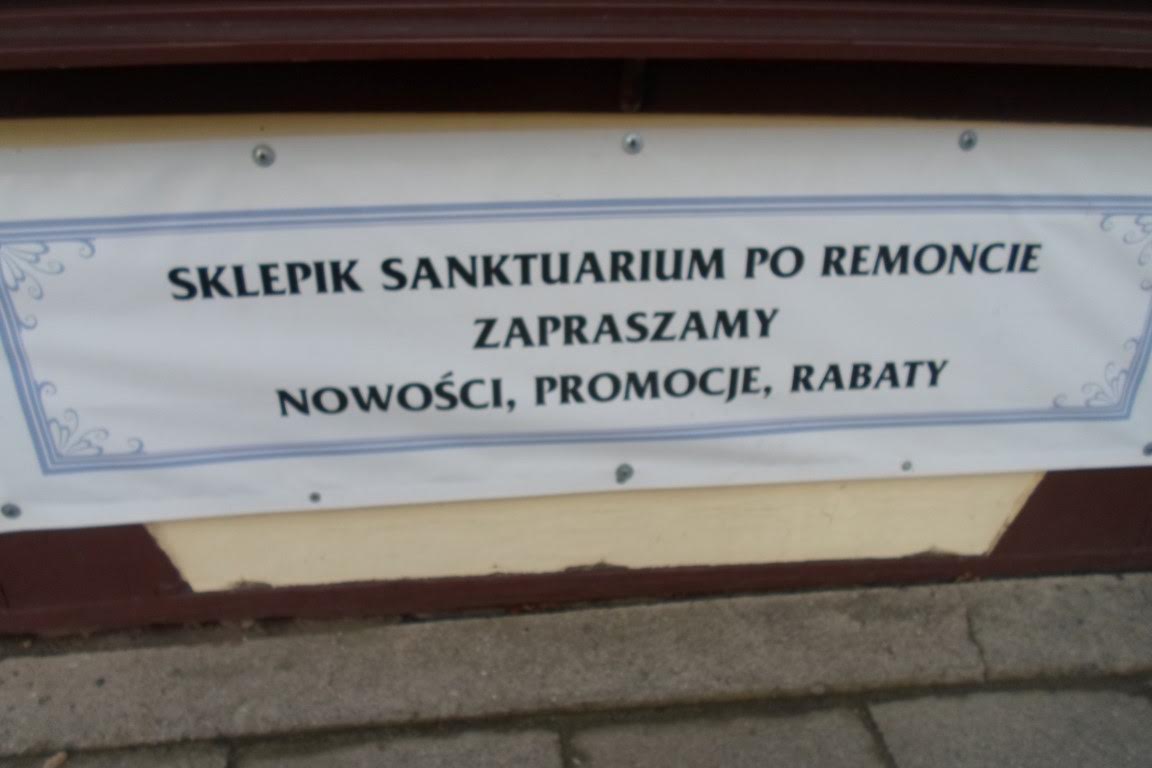 SKLEPIK SANKTUARIUM PO REMONCIE
ZAPRASZAMY
NOWOŚCI, PROMOCJE, RABATY